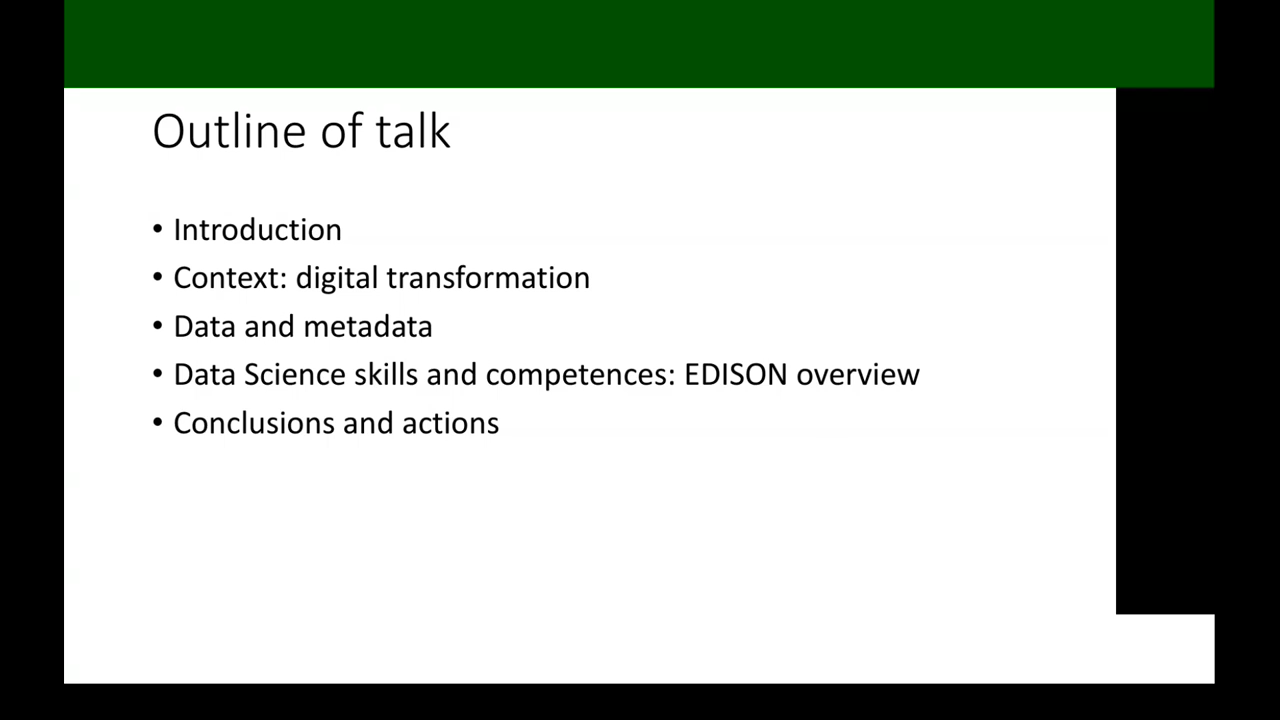 Outline of talk
• Introduction
• Context: digital transformation
• Data and metadata
• Data Science skills and competences: EDISON overview
• Conclusions and actions